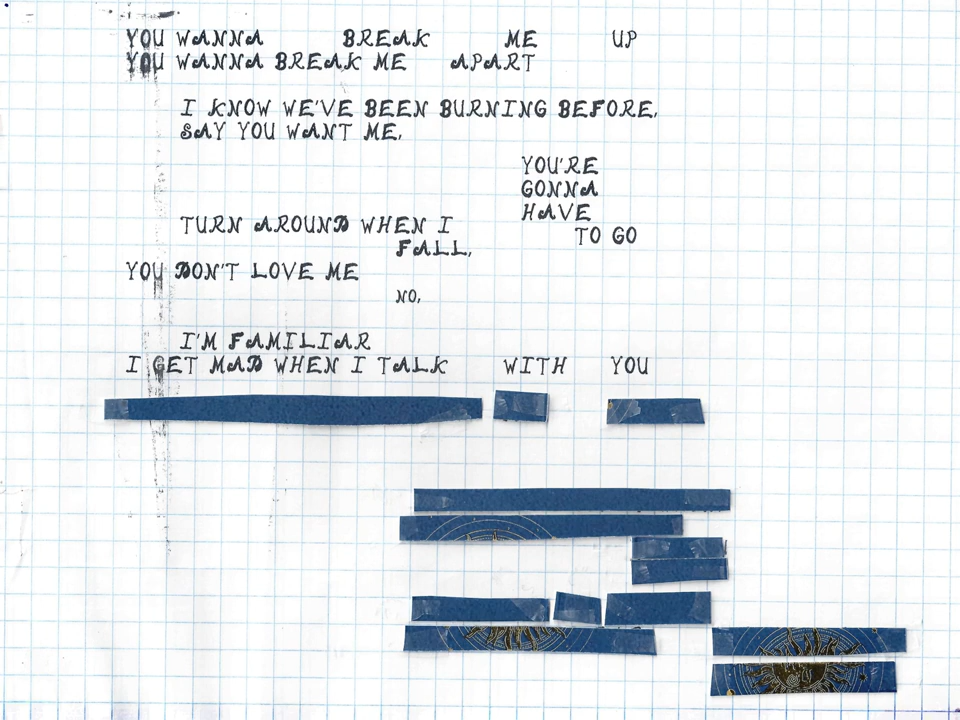 YOU WANNA BREAK ME UP
YOU WANNA BREAK ME APART
I KNOW WE'VE BEEN BURNING BEFORE,
SAY YOU WANT ME,
YOU'RE
GONNA
HAVE
TO GO
TURN AROUND WHEN I
FALL,
YOU DON'T LOVE ME
NO,
I'M FAMILIAR
I GET MAD WHEN I TALK WITH YOU